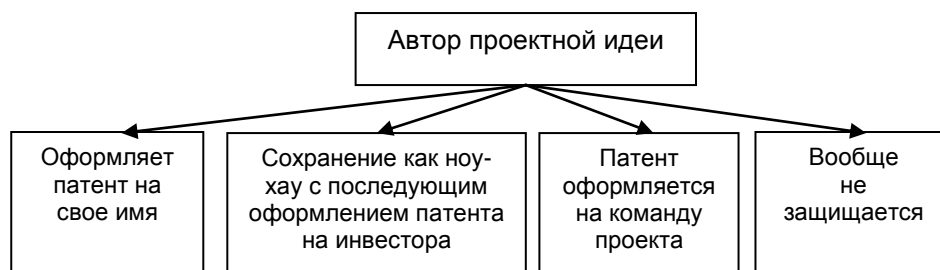 Автор проектной идеи
Оформляет
патент на
свое имя
Сохранение как ноу-
хау с последующим
оформлением патента
на инвестора
Патент
оформляется
на команду
проекта
Вообще
не
защищается